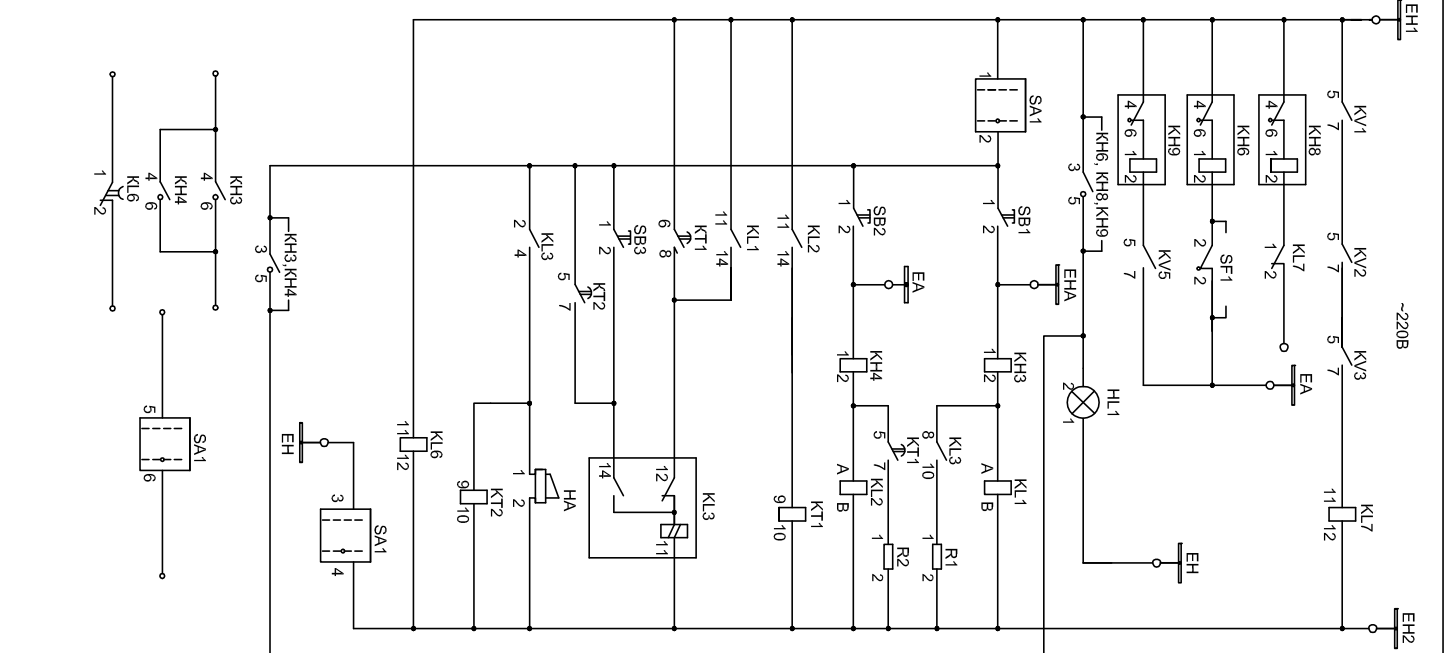 EH1
EH2
~220В
KV1
5 7
KV2
5 7
KV3
5 7
KL7
11 12
KH8
4 6 1 2
KL7
1 2
EA
KH6
4 6 1 2
SF1
2 2
KH9
4 6 1 2
KV5
5 7
EH
KH6, KH8,KH9
3 5
HL1
2 1
EHA
SA1
1 2
SB1
1 2
KH3
1 2
KL1
A B
KL3
8 10
R1
1 2
EA
SB2
1 2
KH4
1 2
KL2
A B
KT1
5 7
R2
1 2
KL2
11 14
KT1
9 10
KL1
11 14
KT1
6 8
KL3
12 11
14
SB3
1 2
KT2
5 7
KL3
2 4
HA
1 2
KT2
9 10
KL6
11 12
SA1
3 4
EH
KH3,KH4
3 5
KH3
4 6
KH4
4 6
SA1
5 6
KL6
1 2